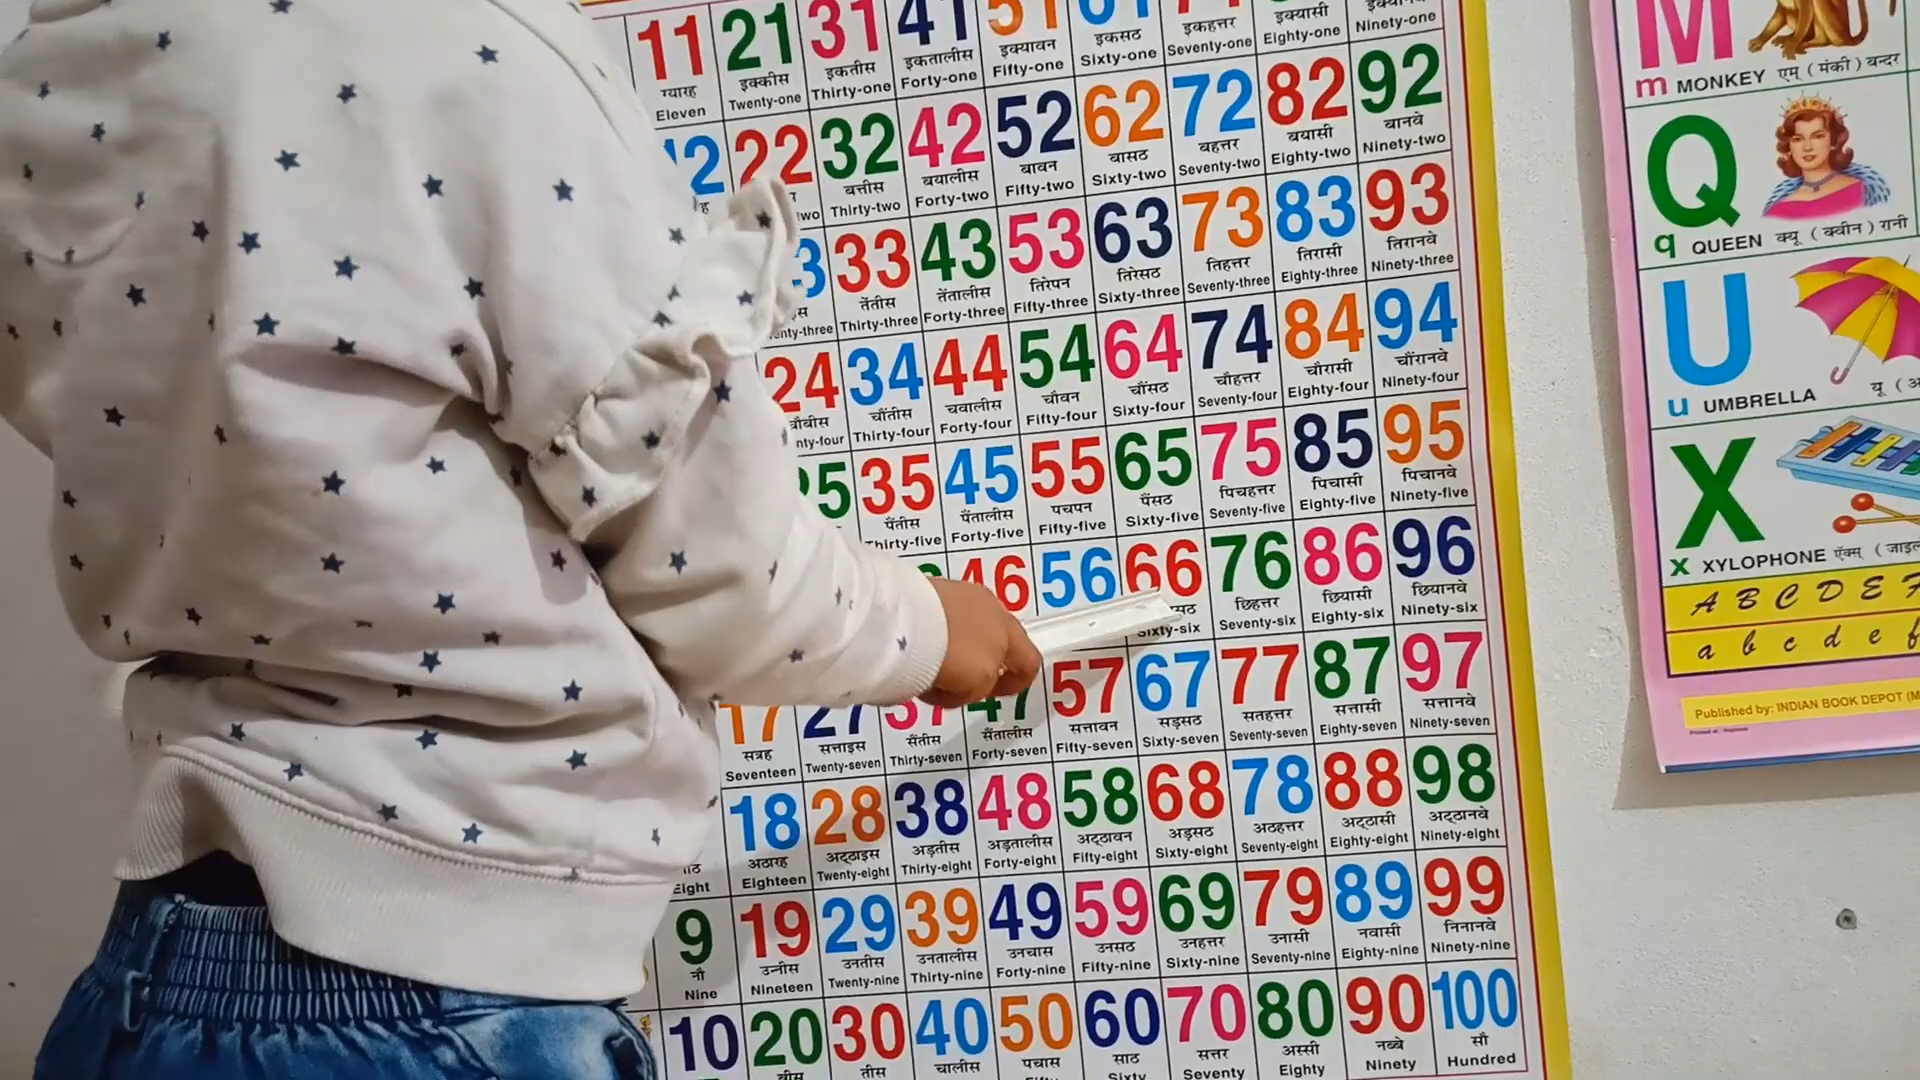 11 21 31 41 51 61
ग्यारह इक्कीस इकतीस इकतालीस इक्यावन इकसठ इकहत्तर इक्यासी
Eleven Twenty-one Thirty-one Forty-one Fifty-one Sixty-one Seventy-one Eighty-one Ninety-one
12 22 32 42 52 62 72 82 92
बत्तीस बयालीस बावन बासठ बहत्तर बयासी बानवे
Thirty-two Forty-two Fifty-two Sixty-two Seventy-two Eighty-two Ninety-two
33 43 53 63 73 83 93
तेंतीस तेंतालीस तिरेपन तिरेसठ तिहत्तर तिरासी तिरानवे
Thirty-three Forty-three Fifty-three Sixty-three Seventy-three Eighty-three Ninety-three
24 34 44 54 64 74 84 94
चौंतीस चवालीस चौवन चौंसठ चौहत्तर चौरासी चौंरानवे
Thirty-four Forty-four Fifty-four Sixty-four Seventy-four Eighty-four Ninety-four
35 45 55 65 75 85 95
पैंतीस पैंतालीस पचपन पैंसठ पिचहत्तर पिचासी पिचानवे
Thirty-five Forty-five Fifty-five Sixty-five Seventy-five Eighty-five Ninety-five
46 56 66 76 86 96
छिहत्तर छियासी छियानवे
Sixty-six Seventy-six Eighty-six Ninety-six
17 27 37 47 57 67 77 87 97
सत्रह सत्ताइस सैंतीस सैंतालीस सत्तावन सड़सठ सतहत्तर सत्तासी सत्तानवे
Seventeen Twenty-seven Thirty-seven Forty-seven Fifty-seven Sixty-seven Seventy-seven Eighty-seven Ninety-seven
18 28 38 48 58 68 78 88 98
अठारह अट्ठाइस अड़तीस अड़तालीस अट्ठावन अड़सठ अठहत्तर अट्ठासी अट्ठानवे
Eight Eighteen Twenty-eight Thirty-eight Forty-eight Fifty-eight Sixty-eight Seventy-eight Eighty-eight Ninety-eight
9 19 29 39 49 59 69 79 89 99
नौ उन्नीस उनतीस उनतालीस उनचास उनसठ उनहत्तर उनासी नवासी निनानवे
Nine Nineteen Twenty-nine Thirty-nine Forty-nine Fifty-nine Sixty-nine Seventy-nine Eighty-nine Ninety-nine
10 20 30 40 50 60 70 80 90 100
बीस तीस चालीस पचास साठ सत्तर अस्सी नब्बे सौ
Sixty Seventy Eighty Ninety Hundred
M
m MONKEY एम् ( मंकी ) बन्दर
Q
q QUEEN क्यू ( क्वीन ) रानी
U
u UMBRELLA यू (
X
x XYLOPHONE एॅक्स् (
A B C D E F
a b c d e f
Published by: INDIAN BOOK DEPOT (M